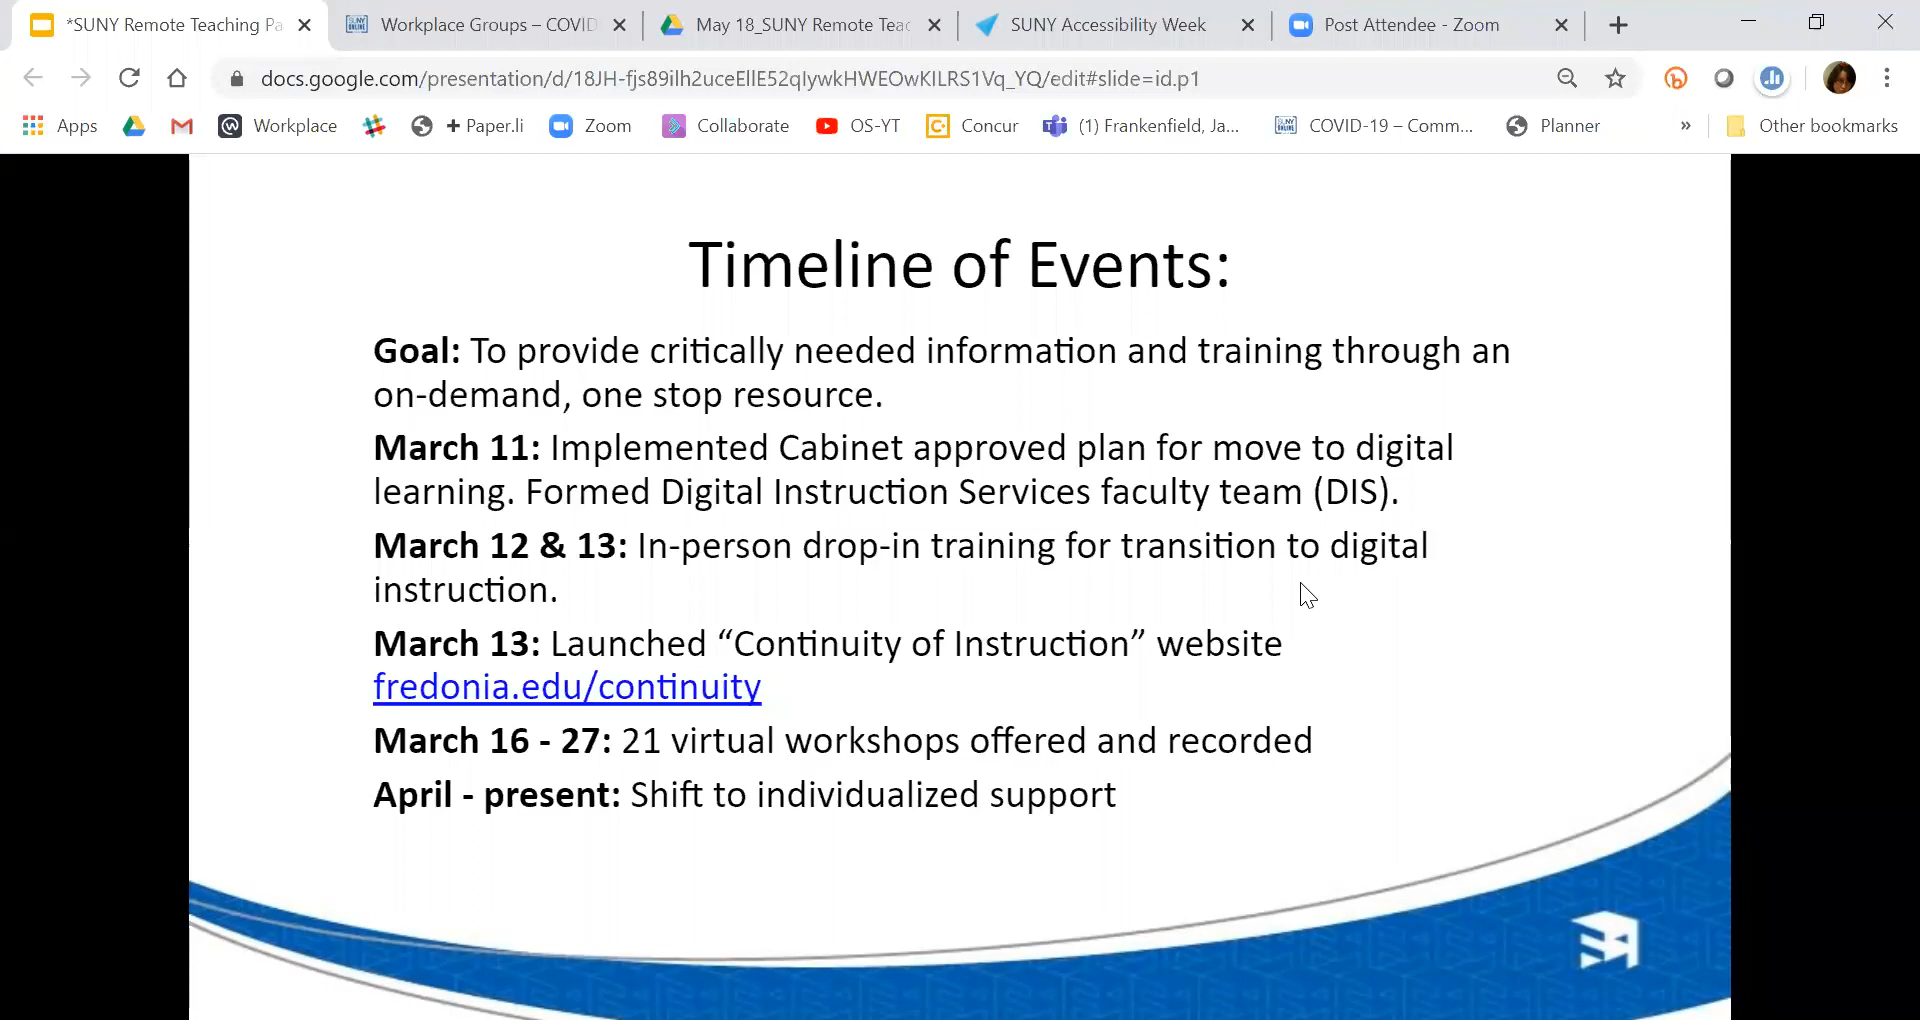 *SUNY Remote Teaching Pa
Workplace Groups – COVID
May 18_SUNY Remote Teac
SUNY Accessibility Week
Post Attendee - Zoom
docs.google.com/presentation/d/18JH-fjs89ilh2uceEllE52qIywkHWEOwKILRS1Vq_YQ/edit#slide=id.p1
Apps Workplace + Paper.li Zoom Collaborate OS-YT Concur (1) Frankenfield, Ja... COVID-19 – Comm... Planner » Other bookmarks
Timeline of Events:
Goal: To provide critically needed information and training through an
on-demand, one stop resource.
March 11: Implemented Cabinet approved plan for move to digital
learning. Formed Digital Instruction Services faculty team (DIS).
March 12 & 13: In-person drop-in training for transition to digital
instruction.
March 13: Launched “Continuity of Instruction” website
fredonia.edu/continuity
March 16 - 27: 21 virtual workshops offered and recorded
April - present: Shift to individualized support